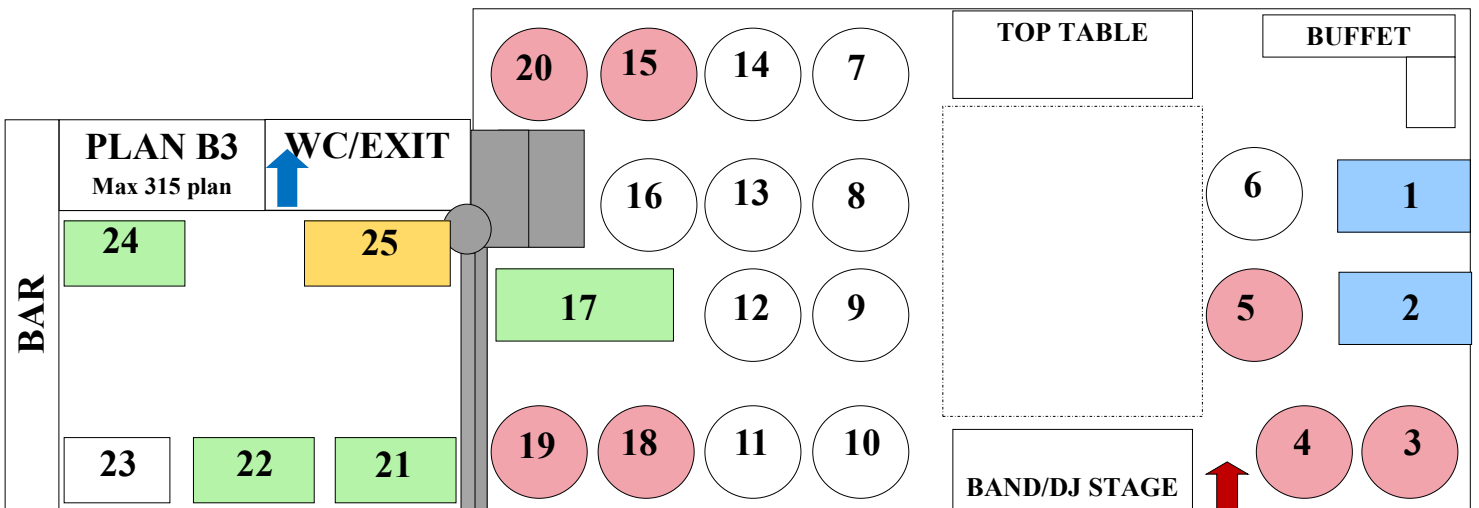 TOP TABLE
BUFFET
20 15 14 7
PLAN B3
Max 315 plan
WC/EXIT
16 13 8 6 1
24 25
BAR
17 12 9 5 2
23 22 21
19 18 11 10 4 3
BAND/DJ STAGE